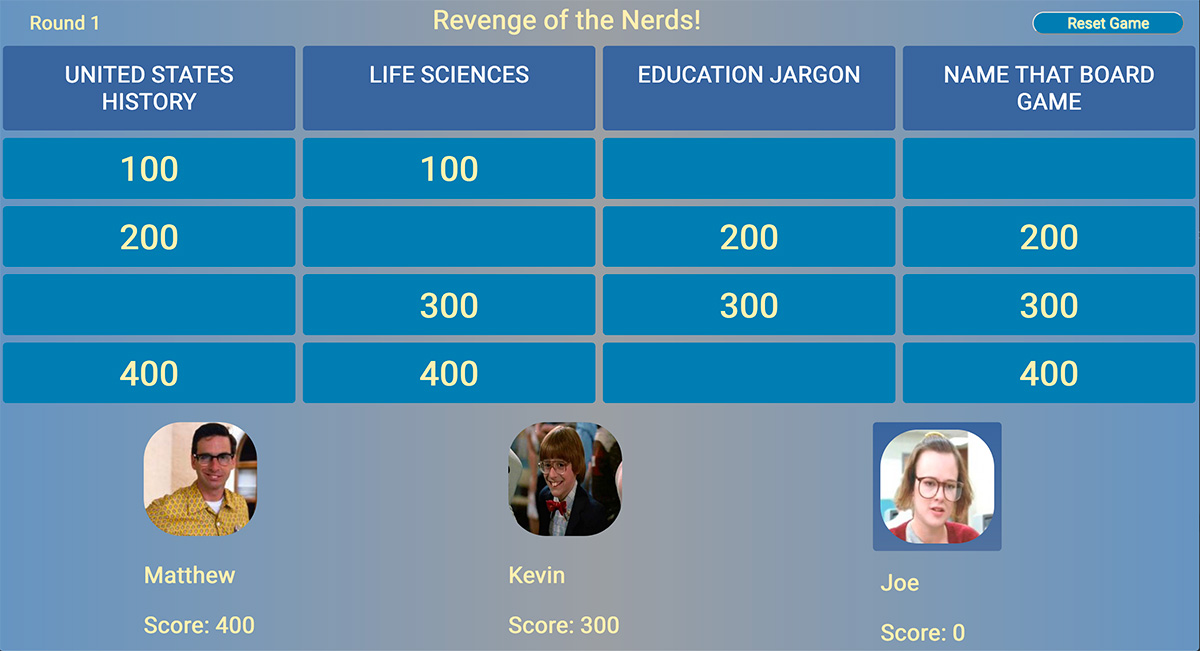 Round 1
Revenge of the Nerds!
Reset Game
UNITED STATES
HISTORY
LIFE SCIENCES
EDUCATION JARGON
NAME THAT BOARD
GAME
100
100
200
200
200
300
300
300
400
400
400
Matthew
Score: 400
Kevin
Score: 300
Joe
Score: 0